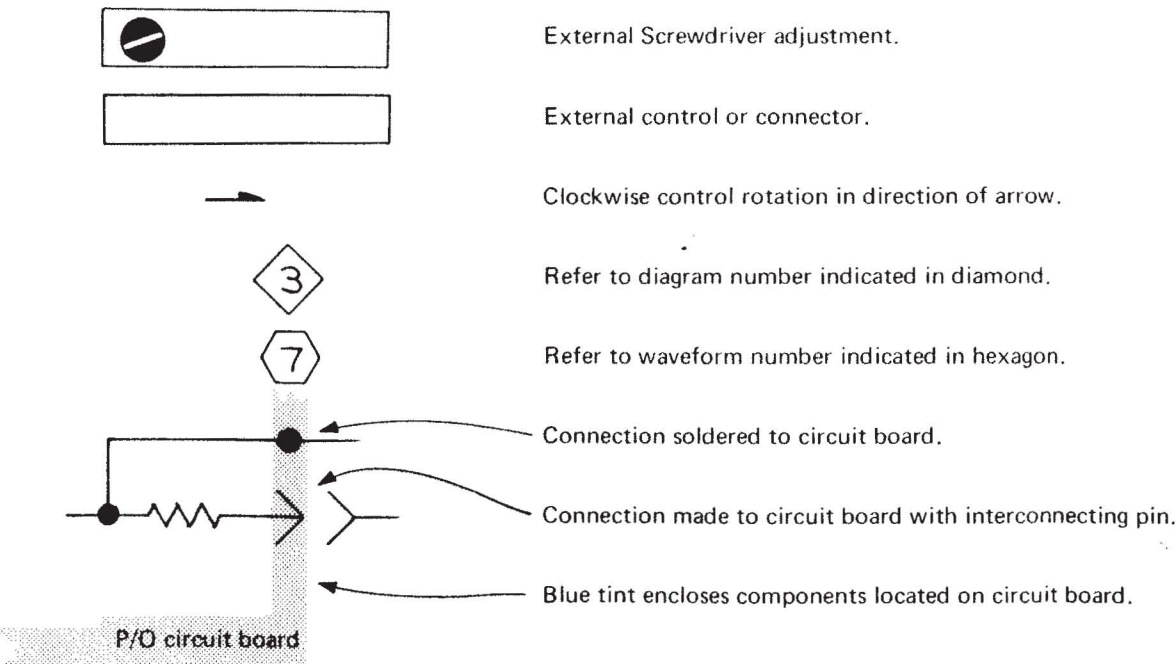 External Screwdriver adjustment.
External control or connector.
Clockwise control rotation in direction of arrow.
3
Refer to diagram number indicated in diamond.
7
Refer to waveform number indicated in hexagon.
Connection soldered to circuit board.
Connection made to circuit board with interconnecting pin.
Blue tint encloses components located on circuit board.
P/O circuit board